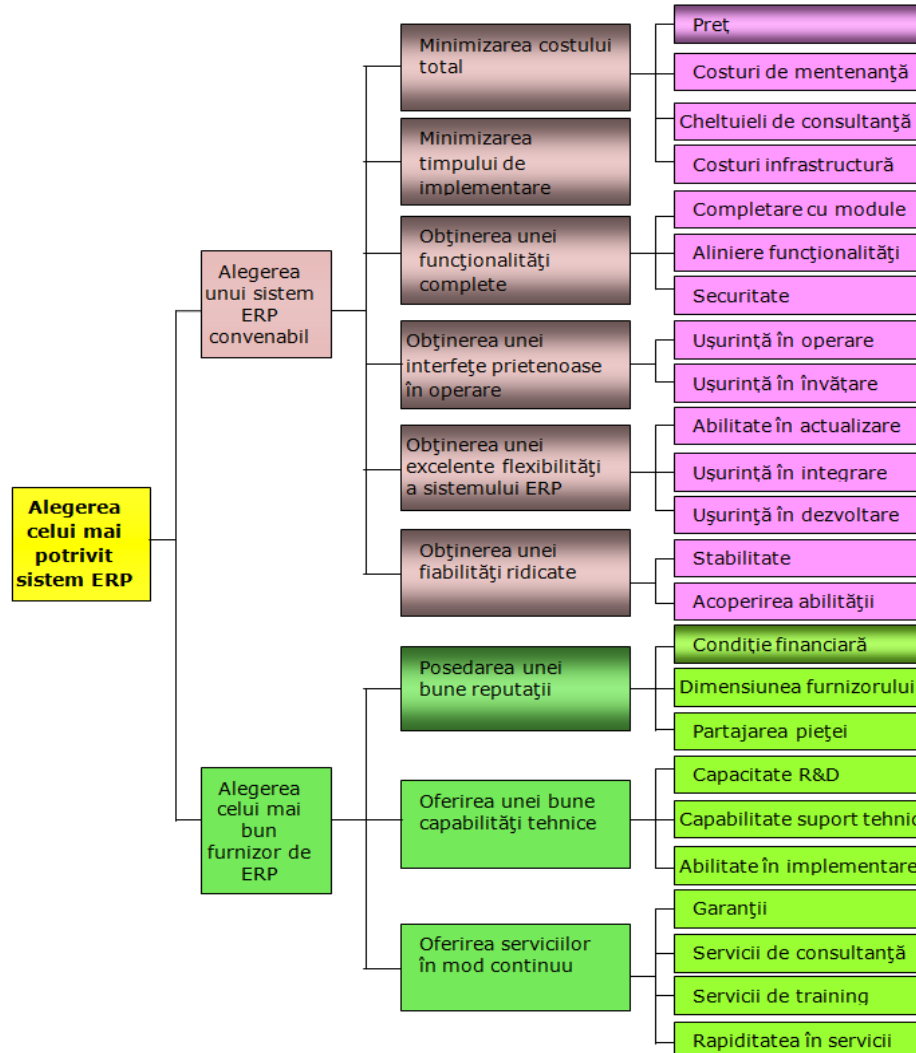 Alegerea
celui mai
potrivit
sistem ERP
Alegerea
unui sistem
ERP
convenabil
Minimizarea costului
total
Preţ
Costuri de mentenanţă
Cheltuieli de consultanţă
Costuri infrastructură
Minimizarea
timpului de
implementare
Obţinerea unei
funcţionalităţi
complete
Completare cu module
Aliniere funcţionalităţi
Securitate
Obţinerea unei
interfeţe prietenoase
în operare
Uşurinţă în operare
Uşurinţă în învăţare
Obţinerea unei
excelente flexibilităţi
a sistemului ERP
Abilitate în actualizare
Uşurinţă în integrare
Uşurinţă în dezvoltare
Obţinerea unei
fiabilităţi ridicate
Stabilitate
Acoperirea abilităţii
Alegerea
celui mai
bun
furnizor de
ERP
Posedarea unei
bune reputaţii
Condiţie financiară
Dimensiunea furnizorului
Partajarea pieţei
Oferirea unei bune
capabilităţi tehnice
Capacitate R&D
Capabilitate suport tehnic
Abilitate în implementare
Oferirea serviciilor
în mod continuu
Garanţii
Servicii de consultanţă
Servicii de training
Rapiditatea în servicii